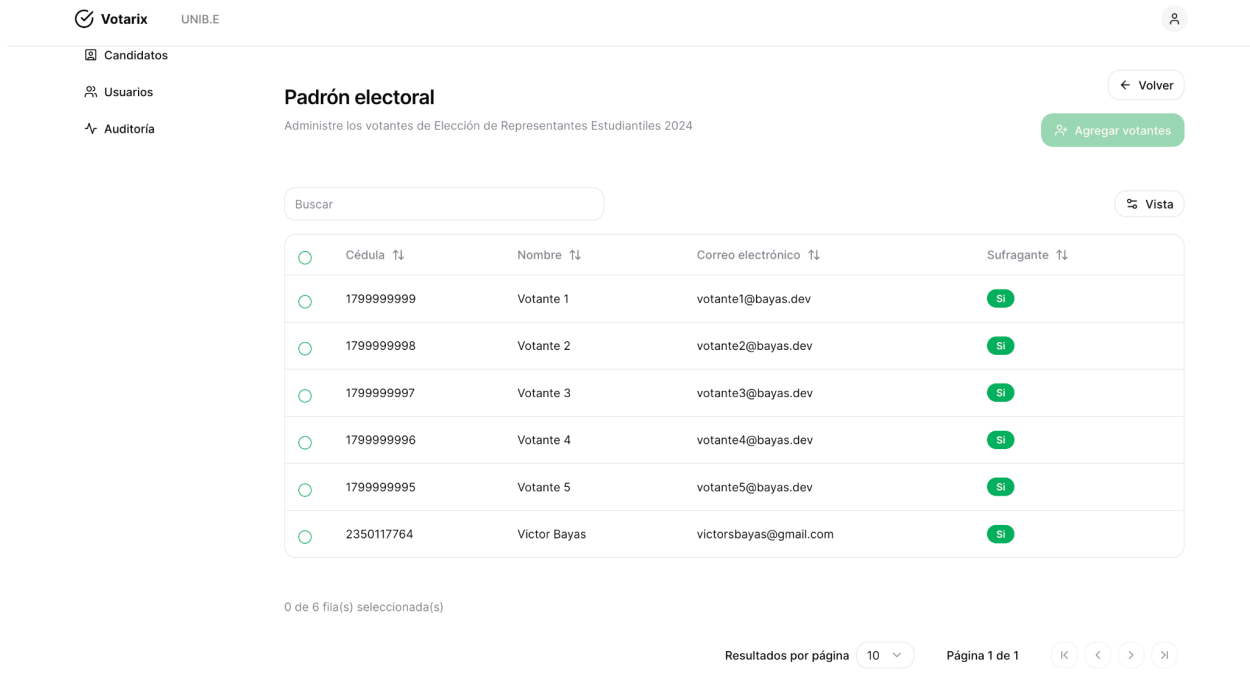 Votarix UNIB.E
Candidatos
Usuarios
Auditoría
Volver
Padrón electoral
Administre los votantes de Elección de Representantes Estudiantiles 2024
Agregar votantes
Buscar
Vista
Cédula Nombre Correo electrónico Sufragante
1799999999 Votante 1 votante1@bayas.dev Si
1799999998 Votante 2 votante2@bayas.dev Si
1799999997 Votante 3 votante3@bayas.dev Si
1799999996 Votante 4 votante4@bayas.dev Si
1799999995 Votante 5 votante5@bayas.dev Si
2350117764 Victor Bayas victorsbayas@gmail.com Si
0 de 6 fila(s) seleccionada(s)
Resultados por página 10 Página 1 de 1